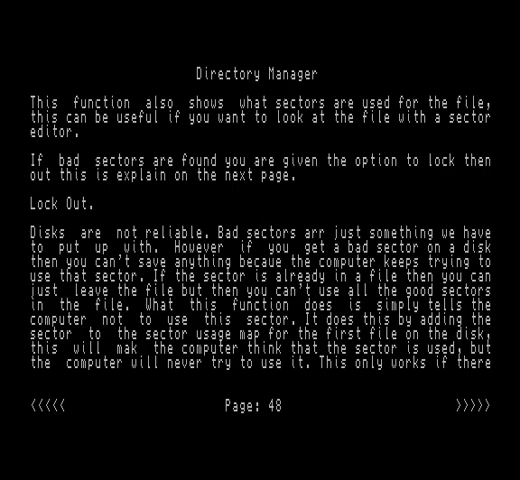 Directory Manager
This function also shows what sectors are used for the file,
this can be useful if you want to look at the file with a sector
editor.
If bad sectors are found you are given the option to lock then
out this is explain on the next page.
Lock Out.
Disks are not reliable. Bad sectors arr just something we have
to put up with. However if you get a bad sector on a disk
then you can't save anything becaue the computer keeps trying to
use that sector. If the sector is already in a file then you can
just leave the file but then you can't use all the good sectors
in the file. What this function does is simply tells the
computer not to use this sector. It does this by adding the
sector to the sector usage map for the first file on the disk,
this will mak the computer think that the sector is used, but
the computer will never try to use it. This only works if there
<<<<< Page: 48 >>>>>